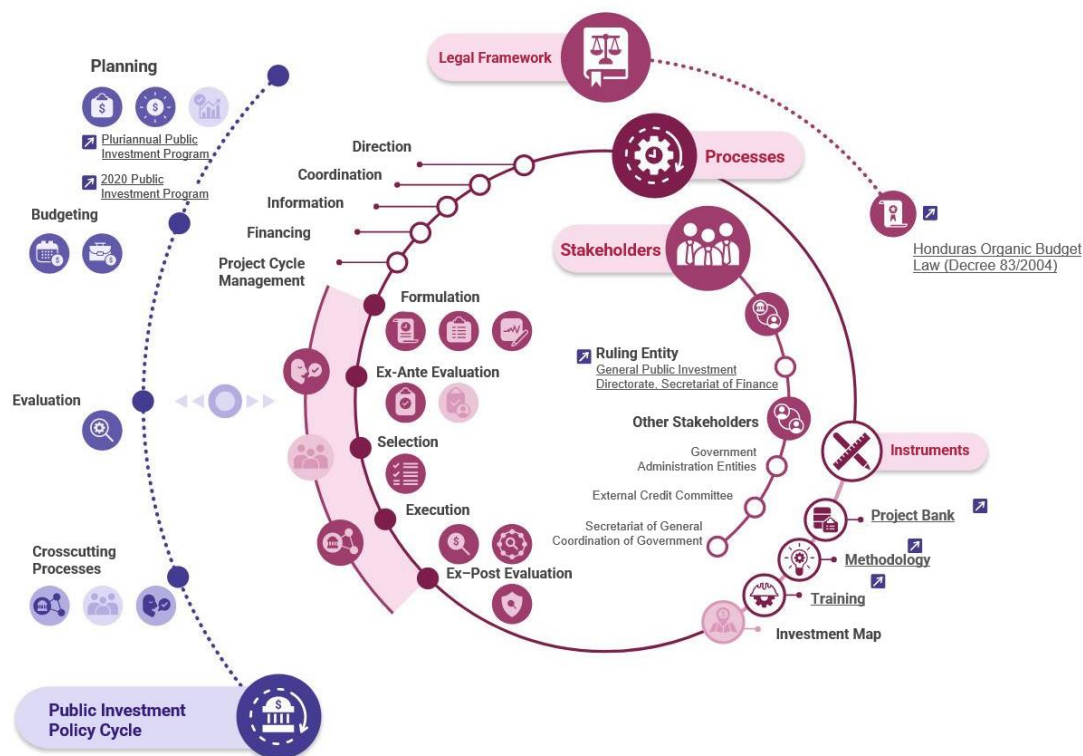 Legal Framework
Planning
Pluriannual Public
Investment Program
2020 Public
Investment Program
Budgeting
Evaluation
Crosscutting
Processes
Public Investment
Policy Cycle
Processes
Direction
Coordination
Information
Financing
Project Cycle
Management
Formulation
Ex-Ante Evaluation
Selection
Execution
Ex–Post Evaluation
Stakeholders
Ruling Entity
General Public Investment
Directorate, Secretariat of Finance
Other Stakeholders
Government
Administration Entities
External Credit Committee
Secretariat of General
Coordination of Government
Honduras Organic Budget
Law (Decree 83/2004)
Instruments
Project Bank
Methodology
Training
Investment Map